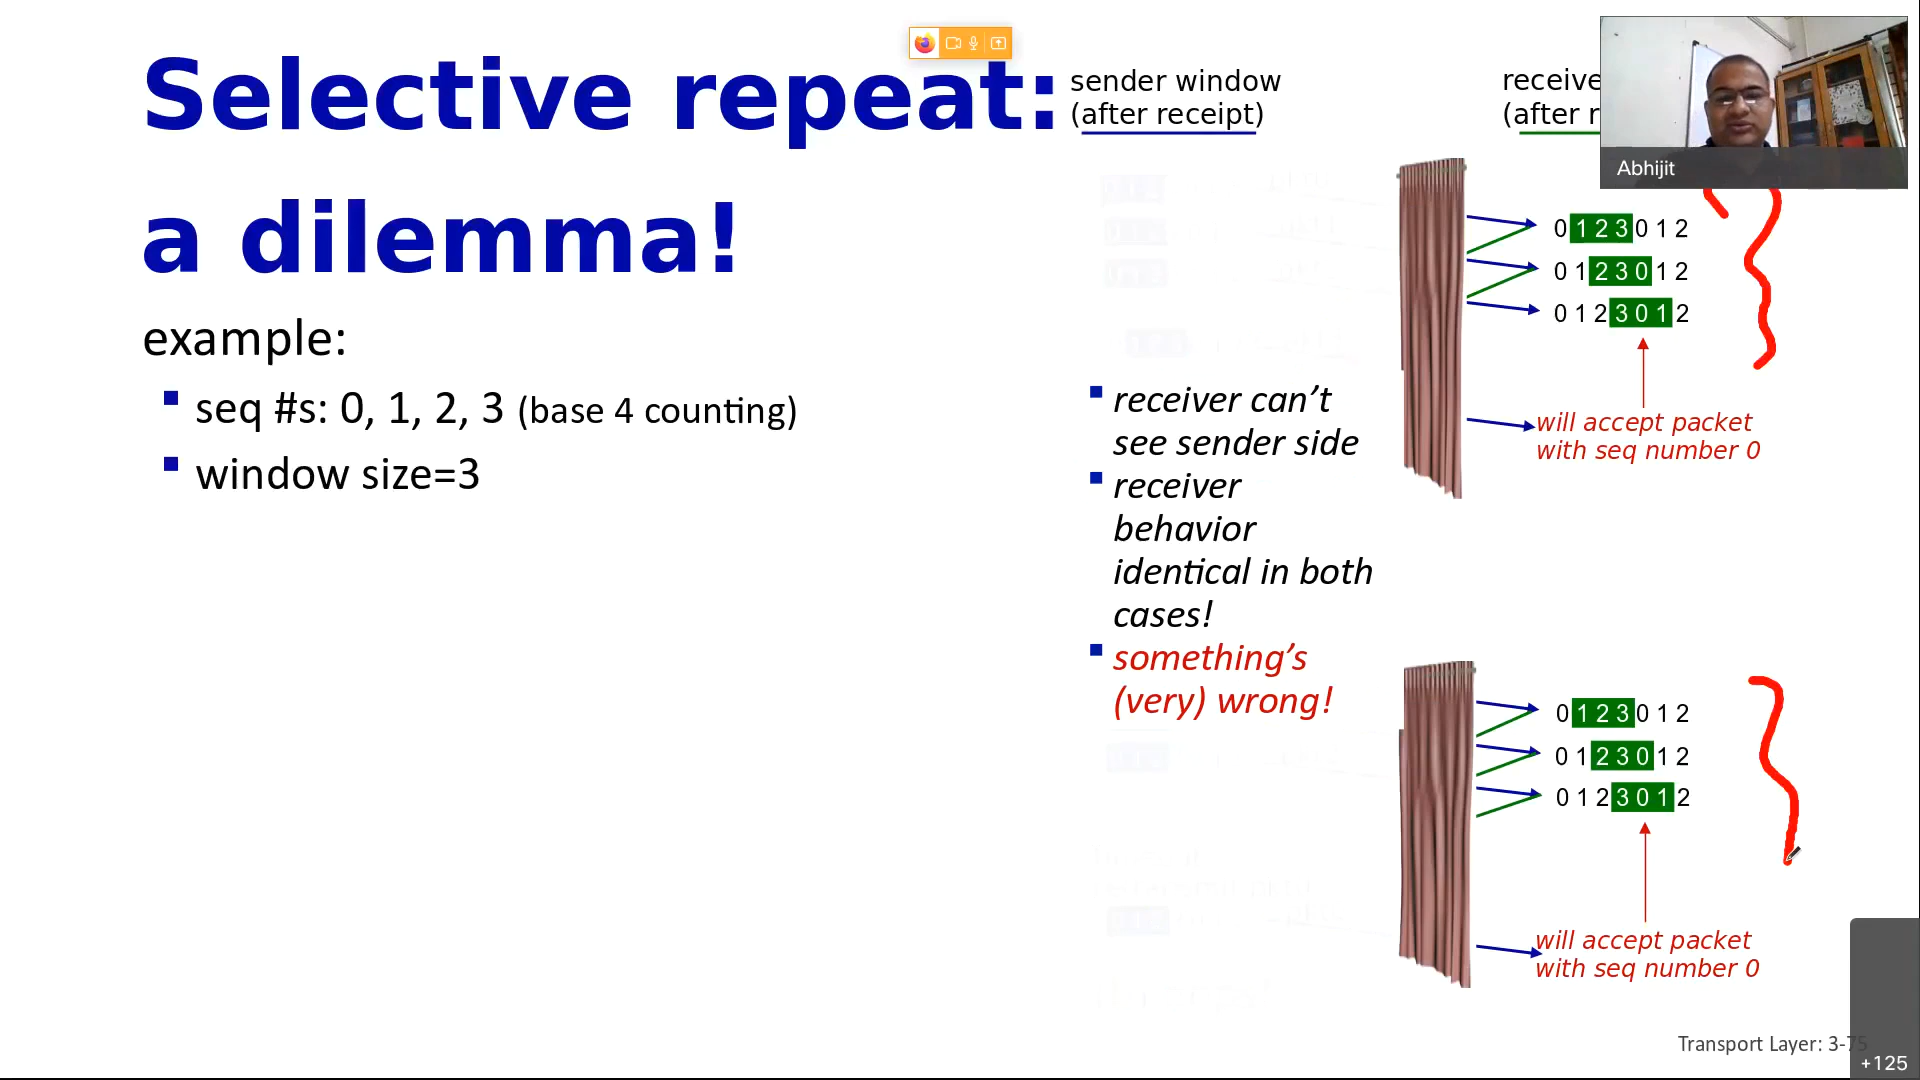 Selective repeat:
a dilemma!
example:
seq #s: 0, 1, 2, 3 (base 4 counting)
window size=3
sender window
(after receipt)
receive
(after r
Abhijit
0 1 2 3 0 1 2
0 1 2 3 0 1 2
0 1 2 3 0 1 2
will accept packet
with seq number 0
receiver can’t
see sender side
receiver
behavior
identical in both
cases!
something’s
(very) wrong!
0 1 2 3 0 1 2
0 1 2 3 0 1 2
0 1 2 3 0 1 2
will accept packet
with seq number 0
Transport Layer: 3-75
+125